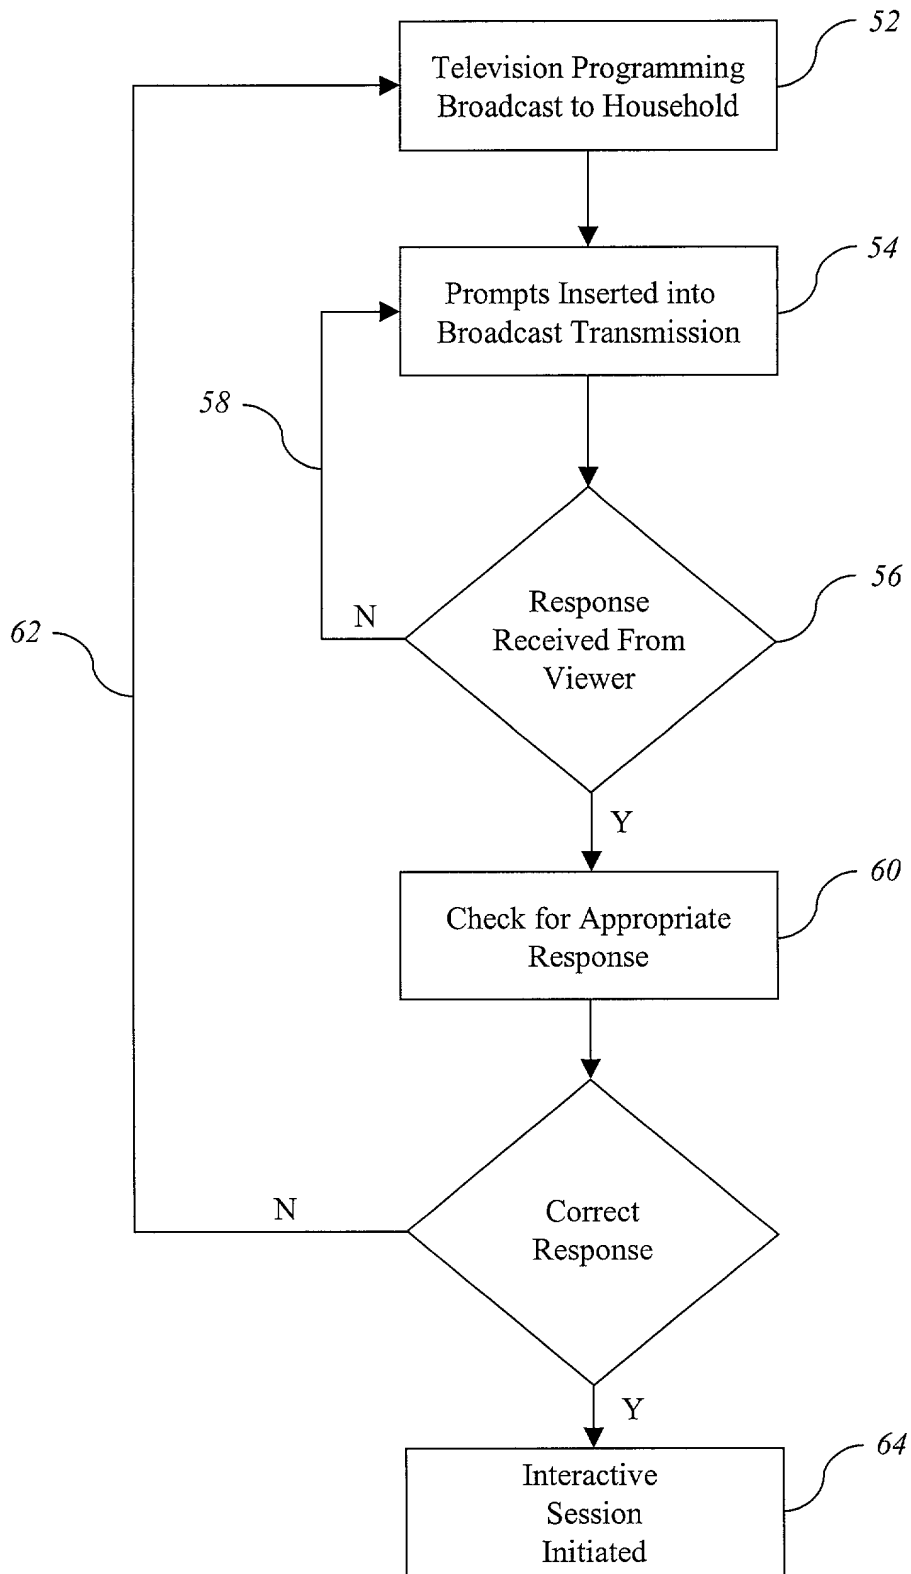 52
Television Programming
Broadcast to Household
54
Prompts Inserted into
Broadcast Transmission
58
56
Response
Received From
Viewer
N
62
Y
60
Check for Appropriate
Response
N
Correct
Response
Y
64
Interactive
Session
Initiated